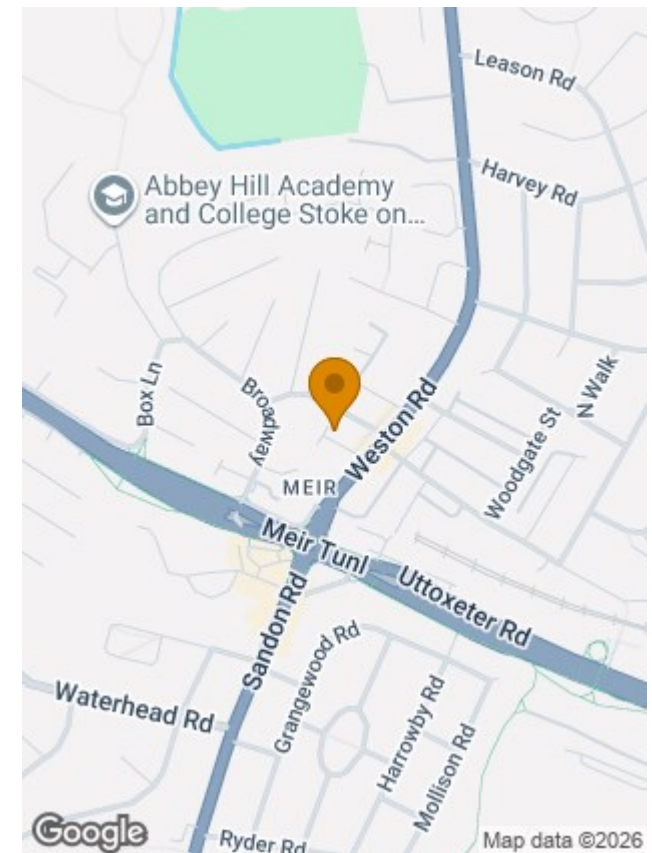 Leason Rd
Harvey Rd
Abbey Hill Academy
and College Stoke on...
Box Ln
Broadway
Weston Rd
N Walk
Woodgate St
MEIR
Meir Tunl
Uttoxeter Rd
Sandon Rd
Grangewood Rd
Waterhead Rd
Harrowby Rd
Mollison Rd
Ryder Rd
Google
Map data ©2026